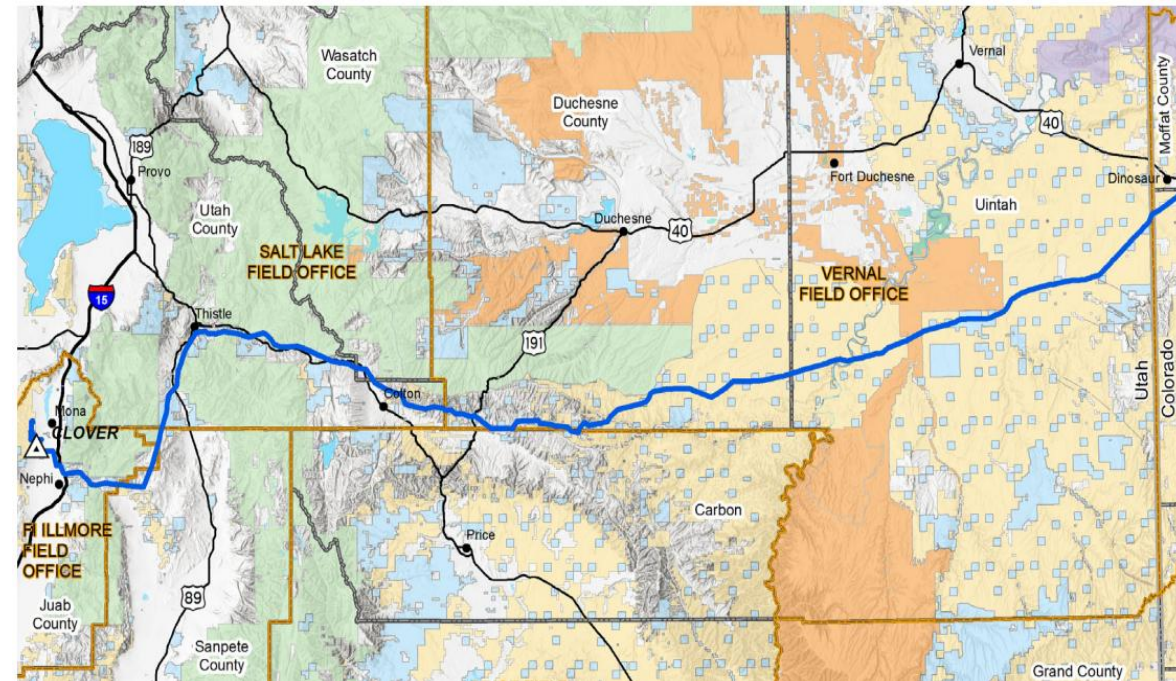 Wasatch
County
Vernal
Moffat County
Duchesne
County
189
40
Provo
Fort Duchesne
Dinosaur
Utah
County
Duchesne
40
Uintah
SALT LAKE
FIELD OFFICE
VERNAL
FIELD OFFICE
15
Thistle
191
Utah
Colorado
Mona
CLOVER
Colton
Nephi
Carbon
FILLMORE
FIELD
OFFICE
Price
89
Juab
County
Sanpete
County
Grand County